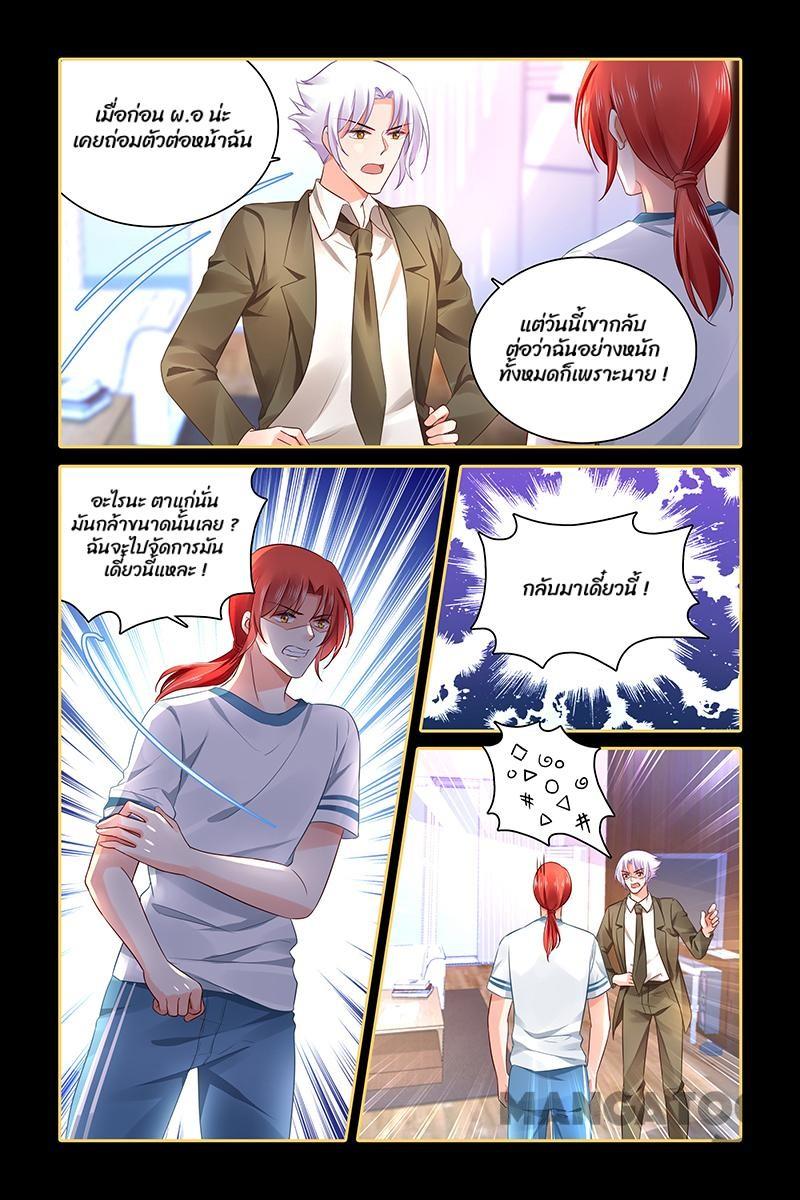 เมื่อก่อน ผ.อ น่ะ
เคยถ่อมตัวต่อหน้าฉัน
แต่วันนี้เขากลับ
ต่อว่าฉันอย่างหนัก
ทั้งหมดก็เพราะนาย !
อะไรนะ ตาแก่นั่น
มันกล้าขนาดนั้นเลย ?
ฉันจะไปจัดการมัน
เดี๋ยวนี้แหละ !
กลับมาเดี๋ยวนี้ !
MANGATOO